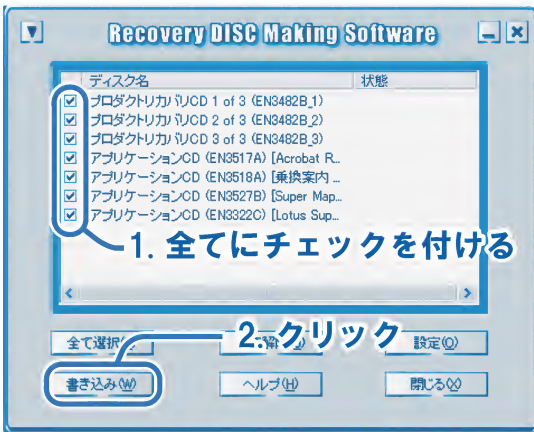 Recovery DISC Making Software
ディスク名 状態
プロダクトリカバリCD 1 of 3 (EN3482B_1)
プロダクトリカバリCD 2 of 3 (EN3482B_2)
プロダクトリカバリCD 3 of 3 (EN3482B_3)
アプリケーションCD (EN3517A) [Acrobat R...
アプリケーションCD (EN3518A) [乗換案内 ...
アプリケーションCD (EN3527B) [Super Map...
アプリケーションCD (EN3322C) [Lotus Sup...
1. 全てにチェックを付ける
2. クリック
全て選択 設定(O)
書き込み(W) ヘルプ(H) 閉じる(X)